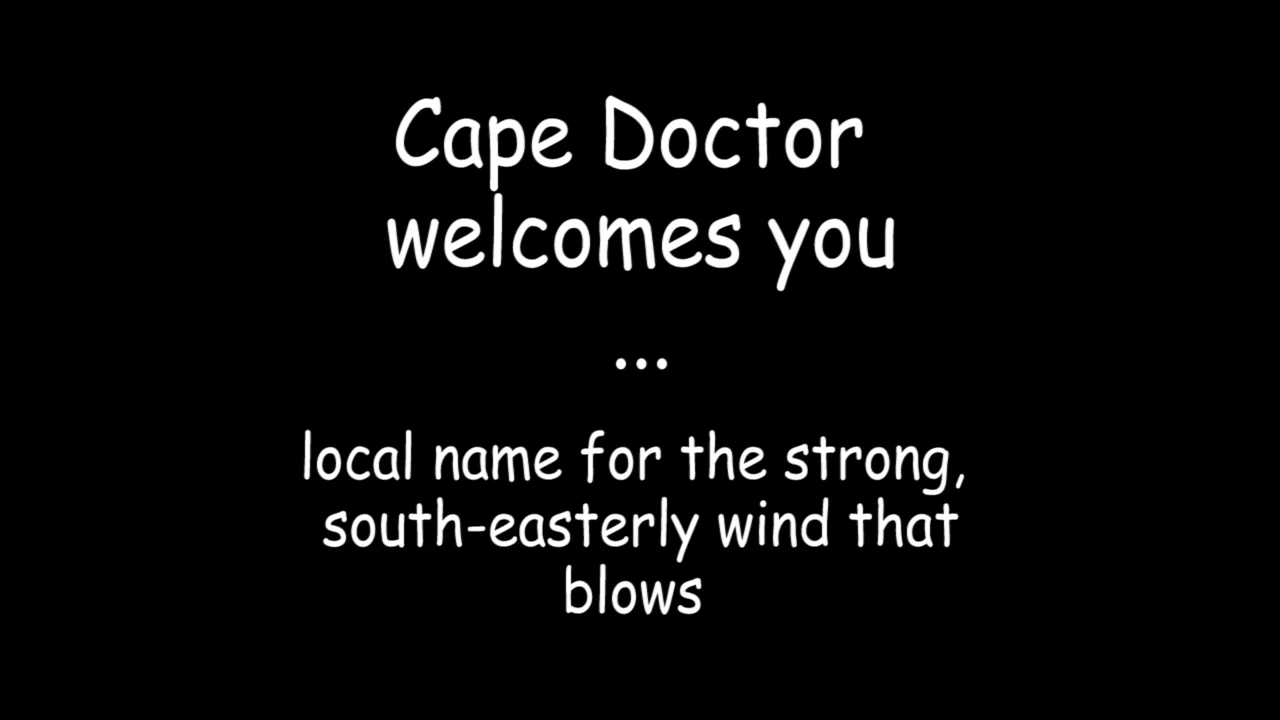 Cape Doctor
welcomes you
...
local name for the strong,
south-easterly wind that
blows